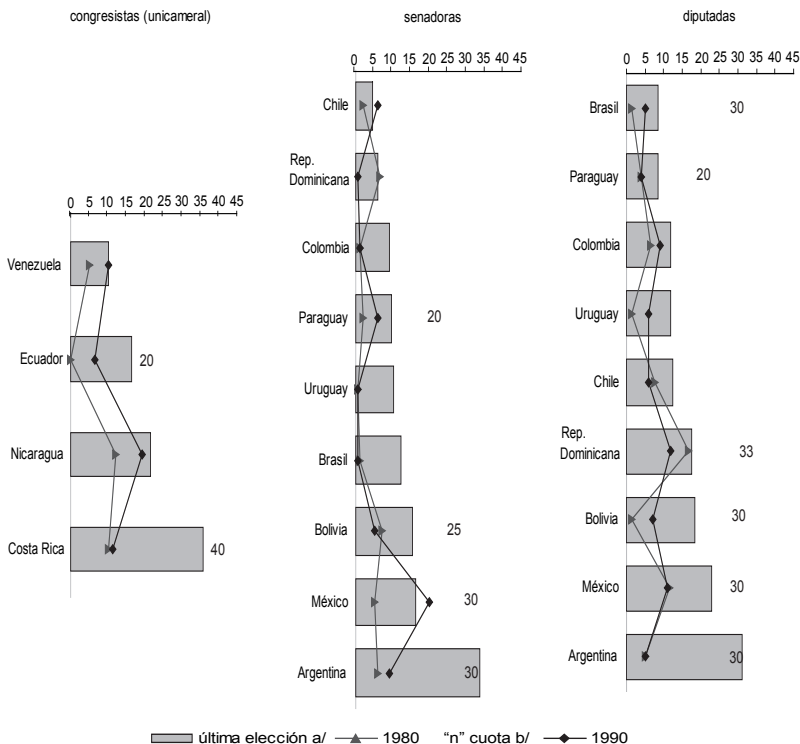 congresistas (unicameral)
0 5 10 15 20 25 30 35 40 45
Venezuela
Ecuador 20
Nicaragua
Costa Rica 40
senadoras
0 5 10 15 20 25 30 35 40 45
Chile
Rep.
Dominicana
Colombia
Paraguay 20
Uruguay
Brasil
Bolivia 25
México 30
Argentina 30
diputadas
0 5 10 15 20 25 30 35 40 45
Brasil 30
Paraguay 20
Colombia
Uruguay
Chile
Rep.
Dominicana 33
Bolivia 30
México 30
Argentina 30
última elección a/ 1980 "n" cuota b/ 1990